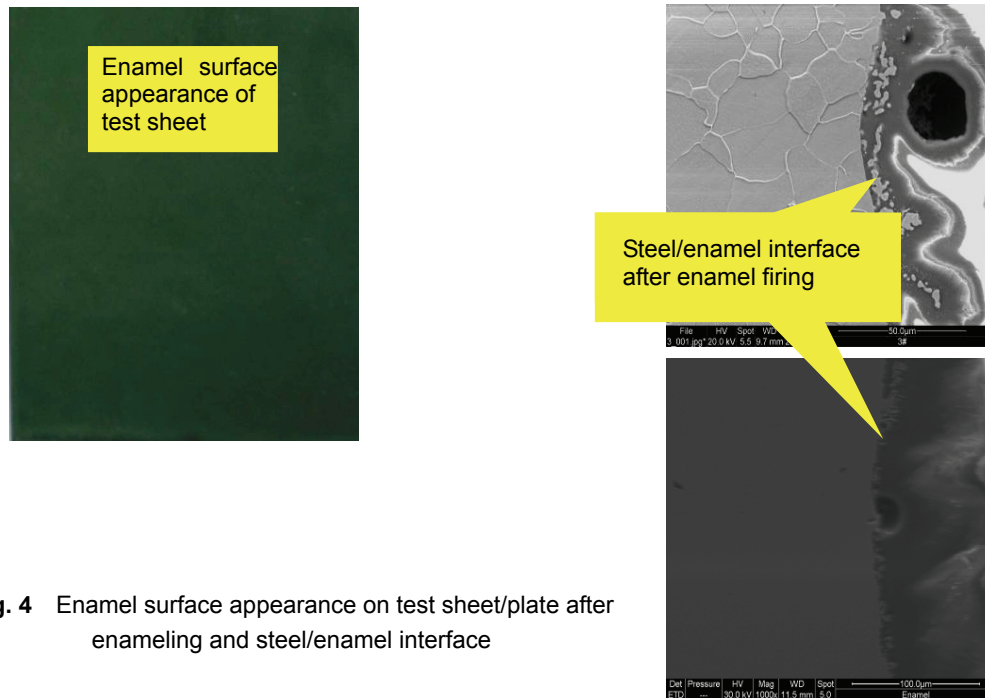 Enamel surface
appearance of
test sheet
Steel/enamel interface
after enamel firing
File HV Spot WD 50.0μm
3_001.jpg* 20.0 kV 5.5 9.7 mm 3#
g. 4 Enamel surface appearance on test sheet/plate after
enameling and steel/enamel interface
Det Pressure HV Mag WD Spot 100.0μm
ETD --- 30.0 kV 1000x 11.5 mm 5.0 Enamel